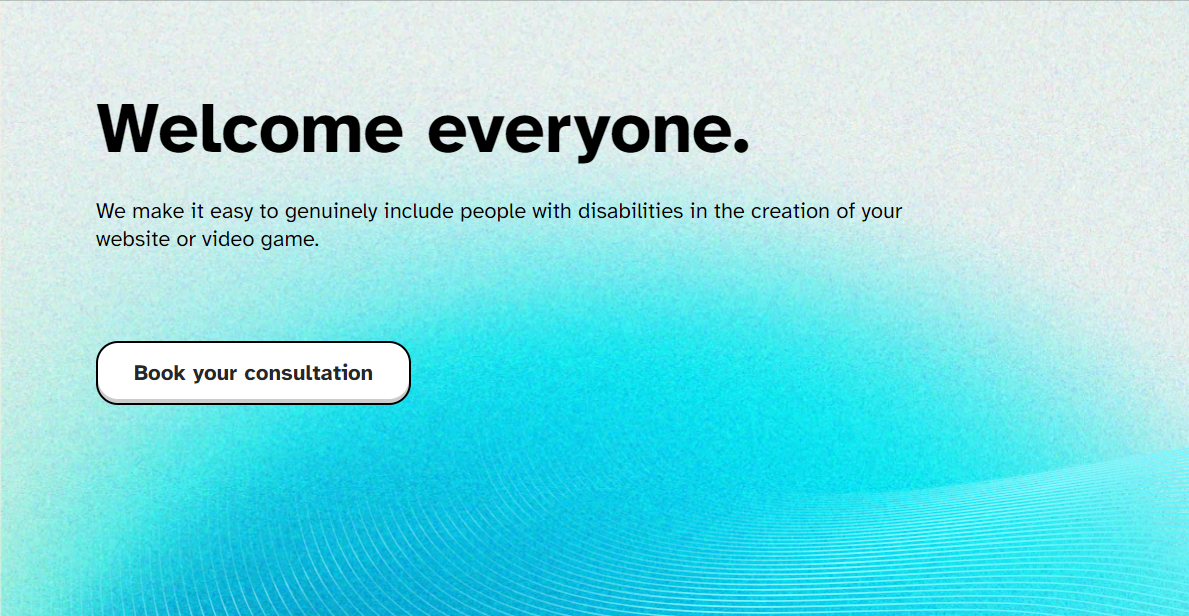 Welcome everyone.
We make it easy to genuinely include people with disabilities in the creation of your
website or video game.
Book your consultation